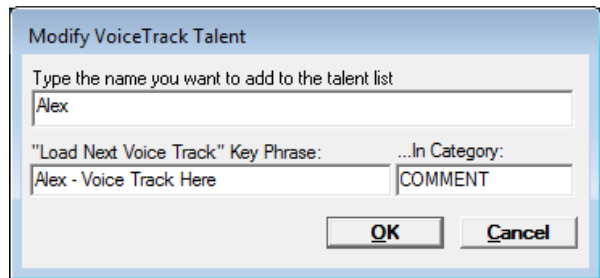 Modify VoiceTrack Talent
Type the name you want to add to the talent list
Alex
"Load Next Voice Track" Key Phrase: ...In Category:
Alex - Voice Track Here COMMENT
OK Cancel